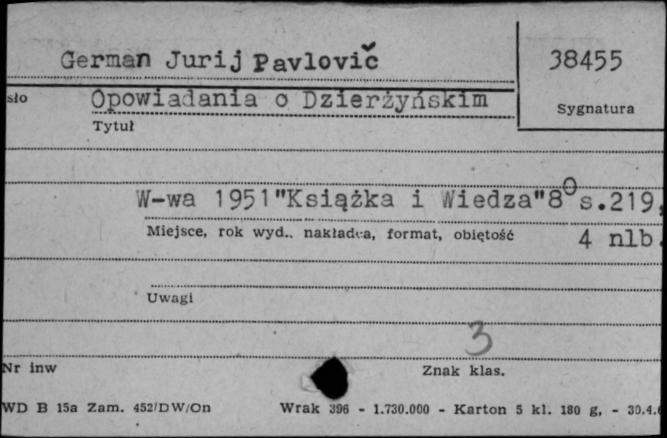 German Jurij Pavlovič
38455
sło
Opowiadania o Dzierżyńskim
Sygnatura
Tytuł
W-wa 1951 "Książka i Wiedza" 8⁰ s.219,
Miejsce, rok wyd., nakładca, format, objętość
4 nlb.
Uwagi
3
Nr inw
Znak klas.
WD B 15a Zam. 452/DW/On
Wrak 396 - 1.730.000 - Karton 5 kl. 180 g, - 30.4.